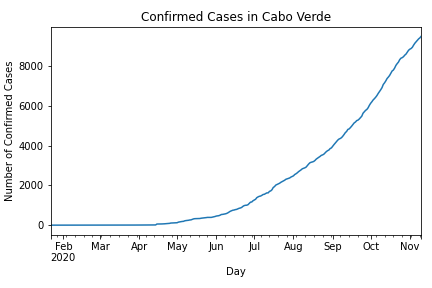 Confirmed Cases in Cabo Verde
Number of Confirmed Cases
8000
6000
4000
2000
0
Feb Mar Apr May Jun Jul Aug Sep Oct Nov
2020
Day